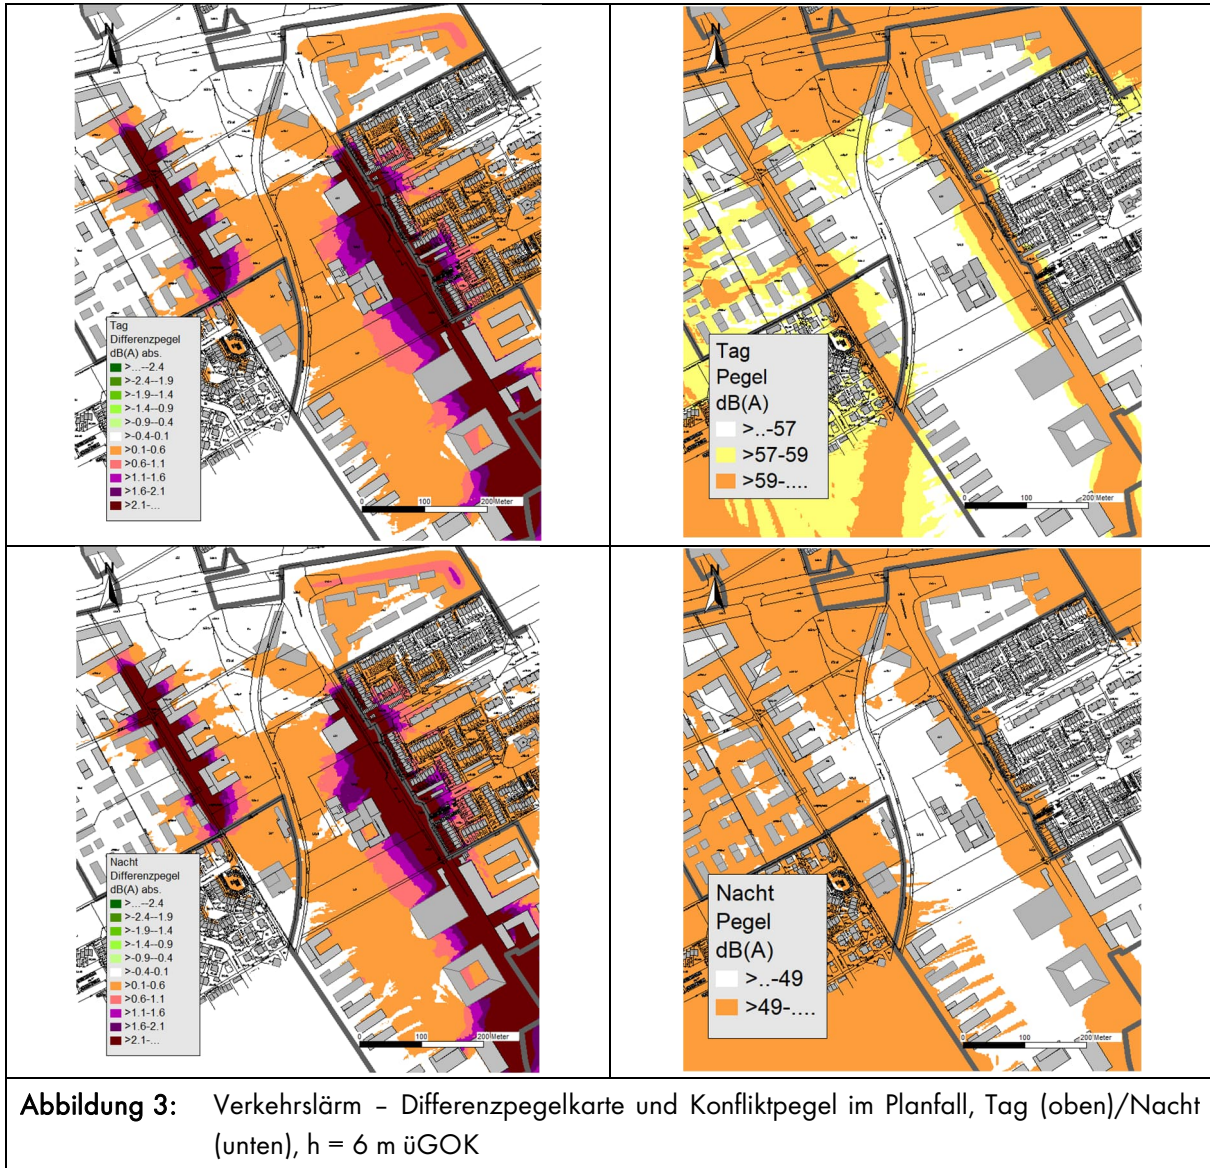 N
Tag
Differenzpegel
dB(A) abs.
>...--2.4
>-2.4--1.9
>-1.9--1.4
>-1.4--0.9
>-0.9--0.4
>-0.4-0.1
>0.1-0.6
>0.6-1.1
>1.1-1.6
>1.6-2.1
>2.1-...
0 100 200 Meter
N
Tag
Pegel
dB(A)
>..-57
>57-59
>59-....
0 100 200 Meter
N
Nacht
Differenzpegel
dB(A) abs.
>...--2.4
>-2.4--1.9
>-1.9--1.4
>-1.4--0.9
>-0.9--0.4
>-0.4-0.1
>0.1-0.6
>0.6-1.1
>1.1-1.6
>1.6-2.1
>2.1-...
0 100 200 Meter
N
Nacht
Pegel
dB(A)
>..-49
>49-....
0 100 200 Meter
Abbildung 3: Verkehrslärm – Differenzpegelkarte und Konfliktpegel im Planfall, Tag (oben)/Nacht
(unten), h = 6 m üGOK